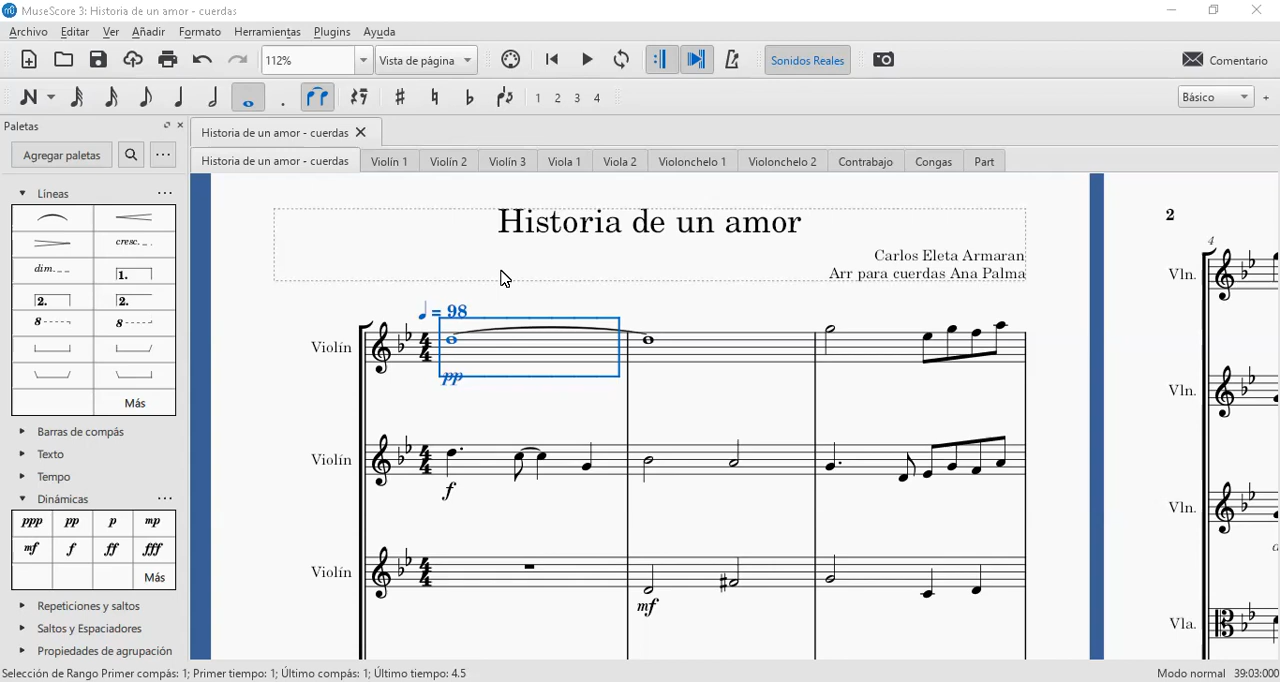 MuseScore 3: Historia de un amor - cuerdas
Archivo Editar Ver Añadir Formato Herramientas Plugins Ayuda
112% Vista de página Sonidos Reales Comentario
1 2 3 4 Básico +
Paletas
Historia de un amor - cuerdas
Agregar paletas ...
Historia de un amor - cuerdas Violín 1 Violín 2 Violín 3 Viola 1 Viola 2 Violonchelo 1 Violonchelo 2 Contrabajo Congas Part
Líneas ...
cresc.
dim.
1.
2. 2.
8 8
Más
Barras de compás
Texto
Tempo
Dinámicas ...
ppp pp p mp
mf f ff fff
Más
Repeticiones y saltos
Saltos y Espaciadores
Propiedades de agrupación
Historia de un amor
Carlos Eleta Armaran
Arr para cuerdas Ana Palma
= 98
Violín
pp
Violín
f
Violín
mf
2
4
Vln.
Vln.
Vln.
Vla.
Selección de Rango Primer compás: 1; Primer tiempo: 1; Último compás: 1; Último tiempo: 4.5
Modo normal 39:03:000